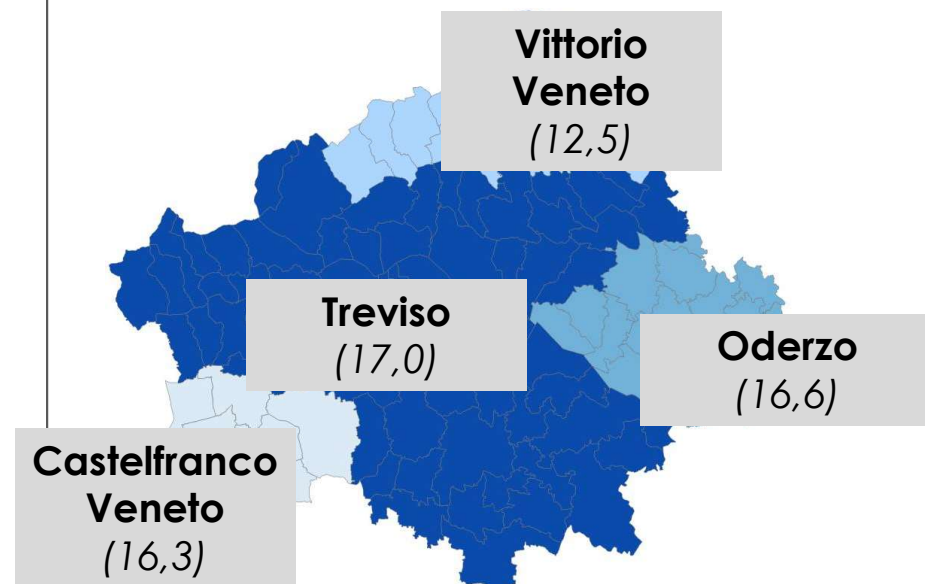 Vittorio
Veneto
(12,5)
Treviso
(17,0)
Oderzo
(16,6)
Castelfranco
Veneto
(16,3)